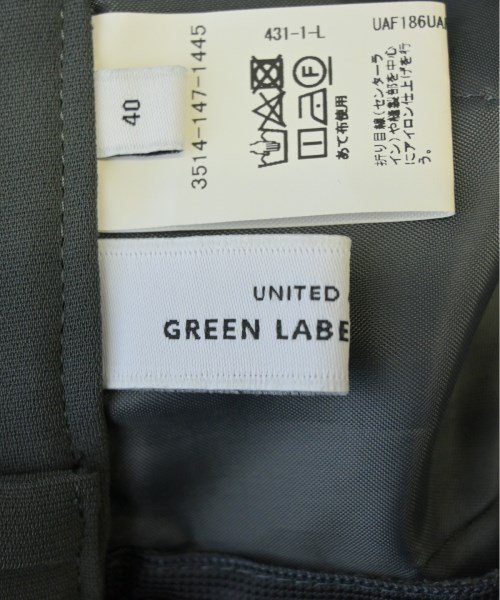 40
3514-147-1445
431-1-L
あて布使用
UAF186UA
折り目線(センターラ
イン)や縫製部を中心
にアイロン仕上げを行
う。
UNITED
GREEN LABE